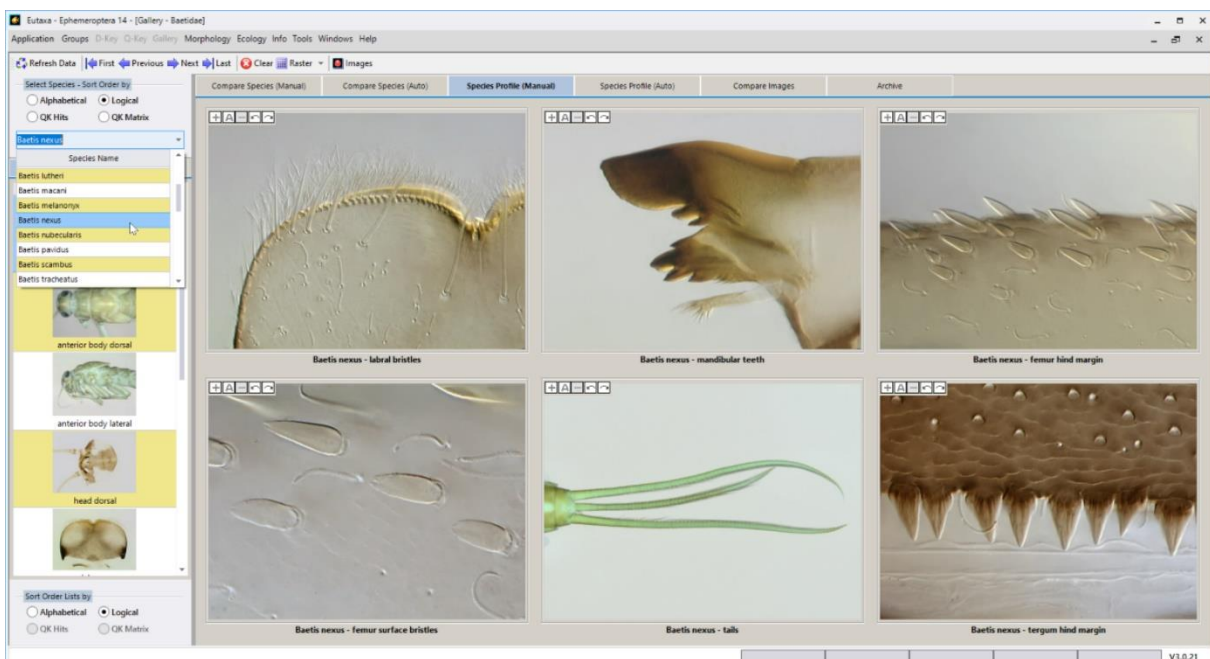 Eutaxa - Ephemeroptera 14 - [Gallery - Baetidae]
Application Groups D-Key Q-Key Gallery Morphology Ecology Info Tools Windows Help
Refresh Data First Previous Next Last Clear Raster Images
Select Species - Sort Order by
Alphabetical Logical
QK Hits QK Matrix
Baetis nexus
Species Name
Baetis lutheri
Baetis macani
Baetis melanonyx
Baetis nexus
Baetis nubecularis
Baetis pavidus
Baetis scambus
Baetis tracheatus
anterior body dorsal
anterior body lateral
head dorsal
Sort Order Lists by
Alphabetical Logical
QK Hits QK Matrix
Compare Species (Manual) Compare Species (Auto) Species Profile (Manual) Species Profile (Auto) Compare Images Archive
A
A
A
Baetis nexus - labral bristles
Baetis nexus - mandibular teeth
Baetis nexus - femur hind margin
A
A
A
Baetis nexus - femur surface bristles
Baetis nexus - tails
Baetis nexus - tergum hind margin
V3.0.21